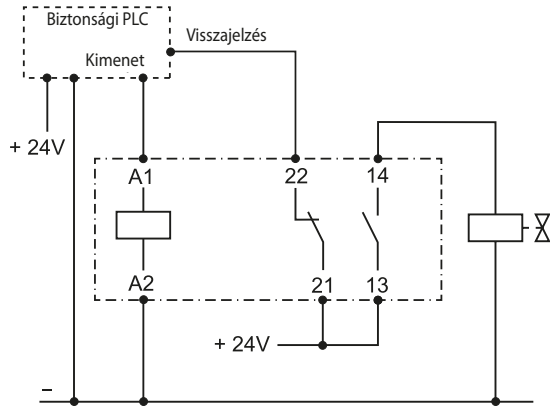 Biztonsági PLC
Visszajelzés
Kimenet
+ 24V
A1
22
14
A2
21
13
+ 24V
–